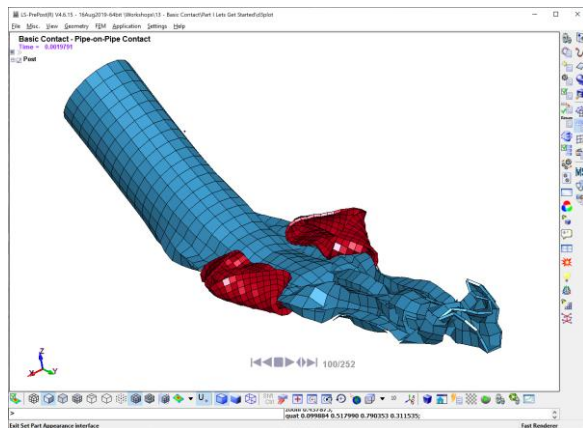 LS-PrePost(R) V4.6.15 - 16Aug2019-64bit \Workshops\13 - Basic Contact\Part I Lets Get Started\d3plot
File Misc. View Geometry FEM Application Settings Help
Basic Contact - Pipe-on-Pipe Contact
Time = 0.0019791
Post
Z
X
Y
100/252
>
quat 0.099884 0.517990 0.790353 0.311535;
Exit Set Part Appearance interface
Fast Renderer